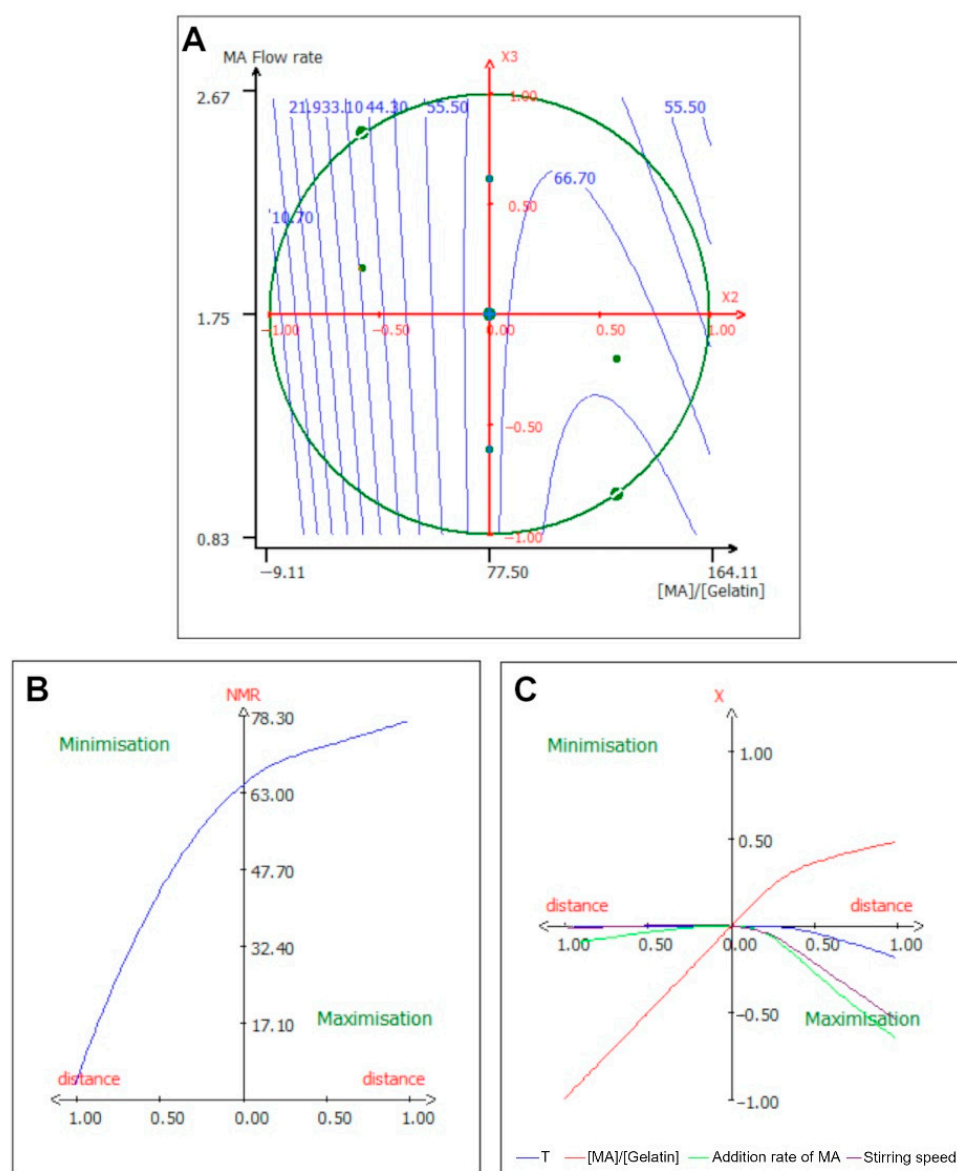 A
MA Flow rate
X3
2.67
1.00
21.933.10 44.30 55.50
55.50
66.70
0.50
10.70
X2
1.75
-1.00
-0.50
0.00
0.50
1.00
-0.50
0.83
-1.00
-9.11
77.50
164.11
[MA]/[Gelatin]
B
NMR
78.30
Minimisation
63.00
47.70
32.40
17.10
Maximisation
distance
distance
1.00
0.50
0.00
0.50
1.00
C
X
Minimisation
1.00
0.50
distance
distance
1.00
0.50
0.00
0.50
1.00
-0.50
Maximisation
-1.00
T [MA]/[Gelatin] Addition rate of MA Stirring speed